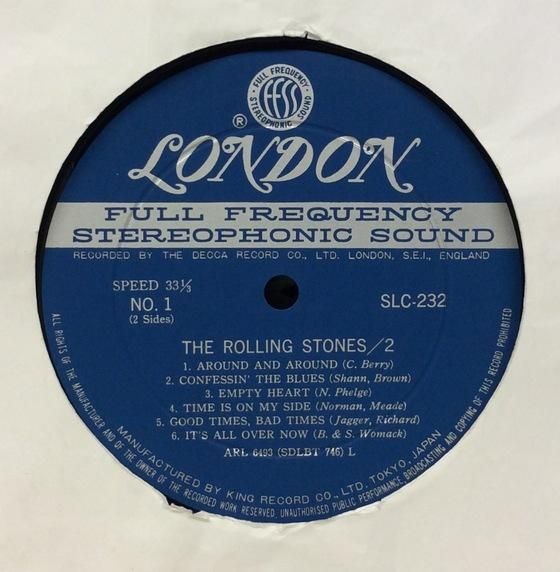 FULL FREQUENCY
ffss
STEREOPHONIC SOUND
®
LONDON
FULL FREQUENCY
STEREOPHONIC SOUND
RECORDED BY THE DECCA RECORD CO., LTD. LONDON, S.E.I., ENGLAND
SPEED 33⅓
NO. 1
(2 Sides)
SLC-232
THE ROLLING STONES/2
1. AROUND AND AROUND (C. Berry)
2. CONFESSIN' THE BLUES (Shann, Brown)
3. EMPTY HEART (N. Phelge)
4. TIME IS ON MY SIDE (Norman, Meade)
5. GOOD TIMES, BAD TIMES (Jagger, Richard)
6. IT'S ALL OVER NOW (B. & S. Womack)
ARL 6493 (SDLBT 746) L
MANUFACTURED BY KING RECORD CO., LTD, TOKYO, JAPAN
ALL RIGHTS OF THE MANUFACTURER AND OF THE OWNER OF THE RECORDED WORK RESERVED. UNAUTHORISED PUBLIC PERFORMANCE, BROADCASTING AND COPYING OF THIS RECORD PROHIBITED